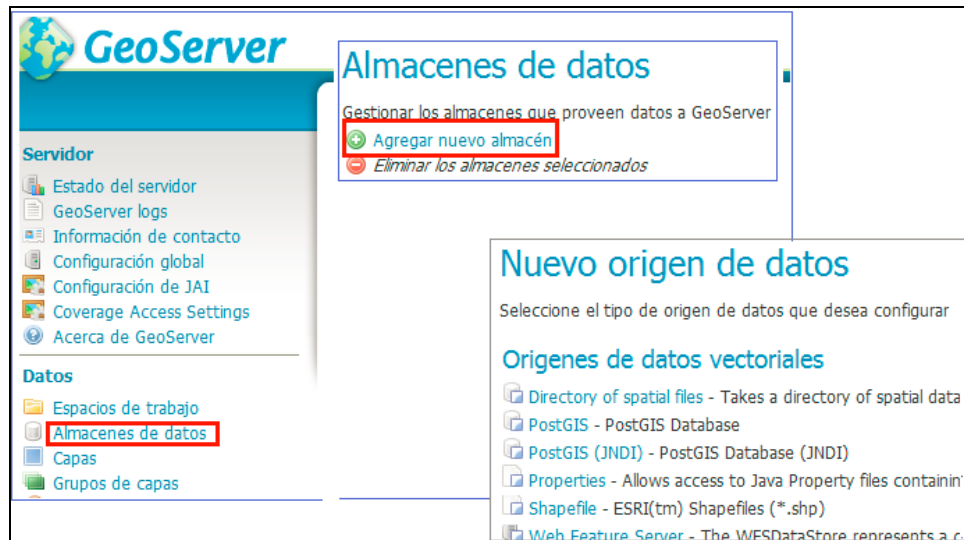 GeoServer
Servidor
Estado del servidor
GeoServer logs
Información de contacto
Configuración global
Configuración de JAI
Coverage Access Settings
Acerca de GeoServer
Datos
Espacios de trabajo
Almacenes de datos
Capas
Grupos de capas
Almacenes de datos
Gestionar los almacenes que proveen datos a GeoServer
Agregar nuevo almacén
Eliminar los almacenes seleccionados
Nuevo origen de datos
Seleccione el tipo de origen de datos que desea configurar
Origenes de datos vectoriales
Directory of spatial files - Takes a directory of spatial data
PostGIS - PostGIS Database
PostGIS (JNDI) - PostGIS Database (JNDI)
Properties - Allows access to Java Property files containin
Shapefile - ESRI(tm) Shapefiles (*.shp)
Web Feature Server - The WFSDataStore represents a c